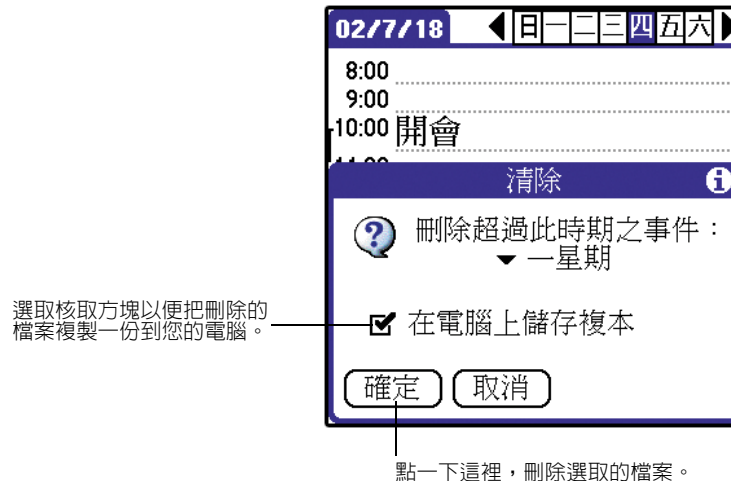 02/7/18 日 一 二 三 四 五 六
8:00
9:00
10:00 開會
11:00
清除
刪除超過此時期之事件：
一星期
選取核取方塊以便把刪除的
檔案複製一份到您的電腦。
在電腦上儲存複本
確定 取消
點一下這裡，刪除選取的檔案。